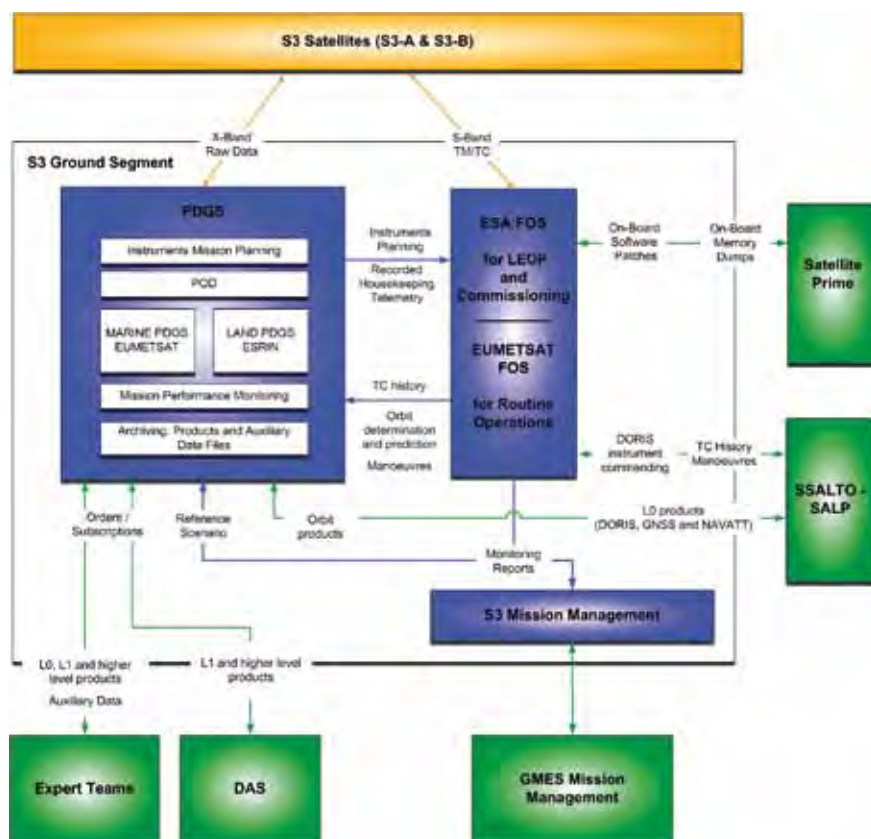 S3 Satellites (S3-A & S3-B)
X-Band
Raw Data
S-Band
TM/TC
S3 Ground Segment
PDGS
Instruments Mission Planning
POD
MARINE PDGS
EUMETSAT
LAND PDGS
ESRIN
Mission Performance Monitoring
Archiving, Products and Auxiliary
Data Files
Instruments
Planning
Recorded
Housekeeping
Telemetry
TC history
Orbit
determination
and prediction
Manoeuvres
ESA FOS
for LEOP
and
Commissioning
EUMETSAT
FOS
for Routine
Operations
On-Board
Software
Patches
On-Board
Memory
Dumps
Satellite
Prime
DORIS
instrument
commanding
TC History
Manoeuvres
SSALTO -
SALP
Orders /
Subscriptions
Reference
Scenario
Orbit
products
L0 products
(DORIS, GNSS and NAVATT)
Monitoring
Reports
S3 Mission Management
L0, L1 and higher
level products
Auxiliary Data
L1 and higher level
products
Expert Teams
DAS
GMES Mission
Management